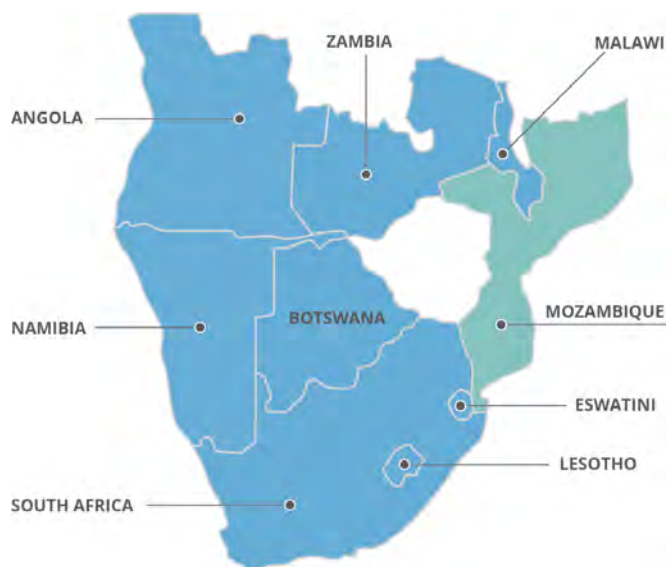 ZAMBIA
MALAWI
ANGOLA
MOZAMBIQUE
BOTSWANA
NAMIBIA
ESWATINI
LESOTHO
SOUTH AFRICA